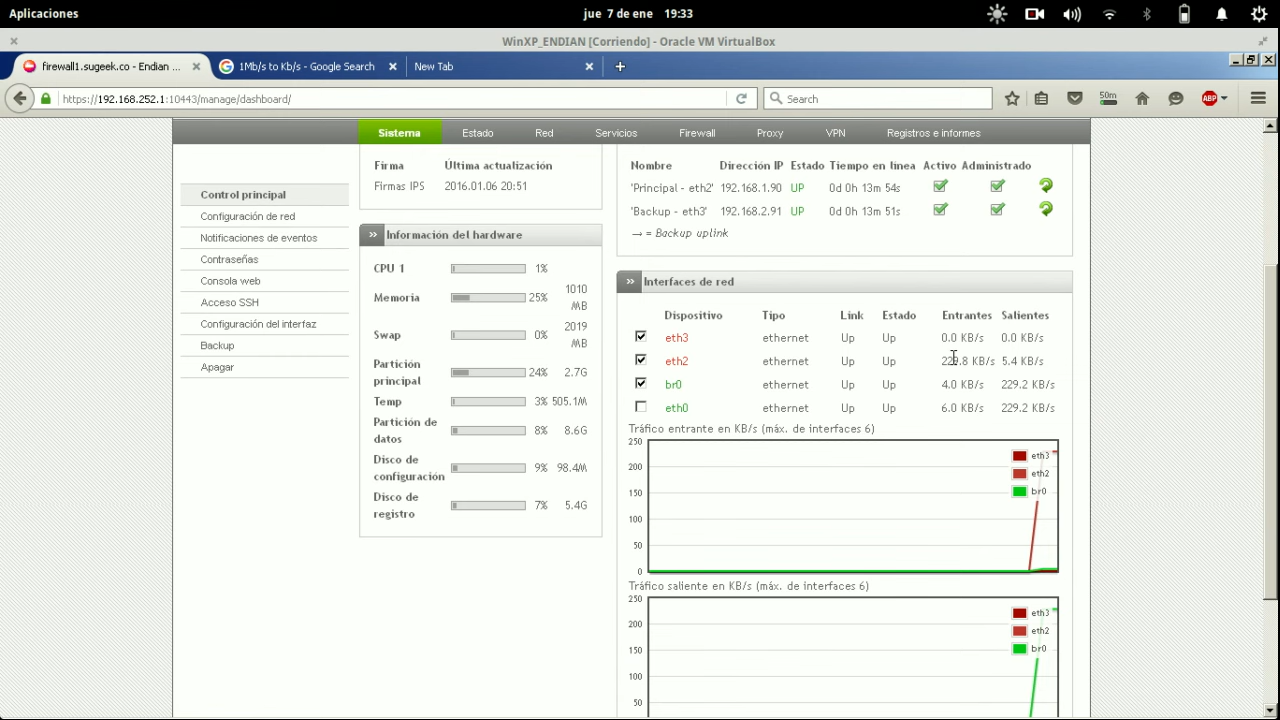 Aplicaciones
jue 7 de ene 19:33
WinXP_ENDIAN [Corriendo] - Oracle VM VirtualBox
firewall1.sugeek.co - Endian ...
1Mb/s to Kb/s - Google Search
New Tab
https://192.168.252.1:10443/manage/dashboard/
Search
50m
ABP
Sistema Estado Red Servicios Firewall Proxy VPN Registros e informes
Control principal
Configuración de red
Notificaciones de eventos
Contraseñas
Consola web
Acceso SSH
Configuración del interfaz
Backup
Apagar
Firma Última actualización
Firmas IPS 2016.01.06 20:51
» Información del hardware
CPU 1 1%
Memoria 25% 1010 MB
Swap 0% 2019 MB
Partición principal 24% 2.7G
Temp 3% 505.1M
Partición de datos 8% 8.6G
Disco de configuración 9% 98.4M
Disco de registro 7% 5.4G
Nombre Dirección IP Estado Tiempo en línea Activo Administrado
'Principal - eth2' 192.168.1.90 UP 0d 0h 13m 54s
'Backup - eth3' 192.168.2.91 UP 0d 0h 13m 51s
→ = Backup uplink
» Interfaces de red
Dispositivo Tipo Link Estado Entrantes Salientes
eth3 ethernet Up Up 0.0 KB/s 0.0 KB/s
eth2 ethernet Up Up KB/s 5.4 KB/s
br0 ethernet Up Up 4.0 KB/s 229.2 KB/s
eth0 ethernet Up Up 6.0 KB/s 229.2 KB/s
Tráfico entrante en KB/s (máx. de interfaces 6)
250
200
150
100
50
0
eth3
eth2
br0
Tráfico saliente en KB/s (máx. de interfaces 6)
250
200
150
100
50
eth3
eth2
br0